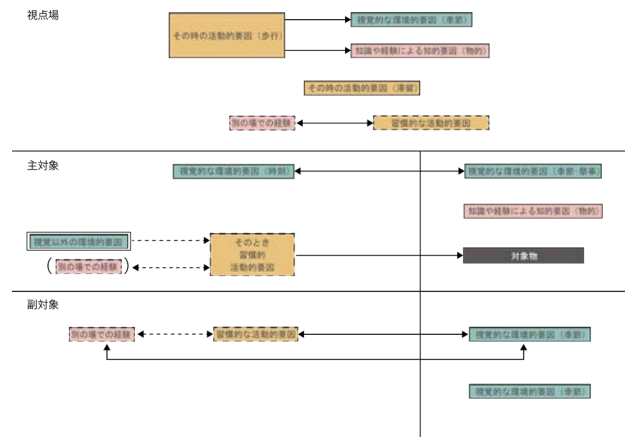 視点場
視覚的な環境的要因（季節）
その時の活動的要因（歩行）
知識や経験による知的要因（物的）
その時の活動的要因（滞留）
別の場での経験
習慣的な活動的要因
主対象
視覚的な環境的要因（時刻）
視覚的な環境的要因（季節・祭事）
知識や経験による知的要因（物的）
視覚以外の環境的要因
そのとき
習慣的
活動的要因
（別の場での経験）
対象物
副対象
別の場での経験
習慣的な活動的要因
視覚的な環境的要因（季節）
視覚的な環境的要因（季節）